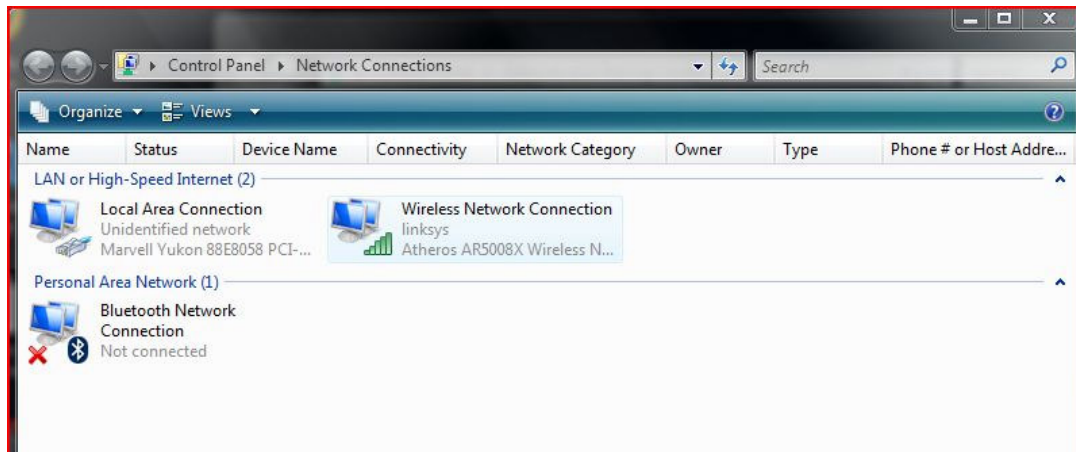 Control Panel Network Connections Search
Organize Views
Name Status Device Name Connectivity Network Category Owner Type Phone # or Host Addre...
LAN or High-Speed Internet (2)
Local Area Connection
Unidentified network
Marvell Yukon 88E8058 PCI-...
Wireless Network Connection
linksys
Atheros AR5008X Wireless N...
Personal Area Network (1)
Bluetooth Network
Connection
Not connected